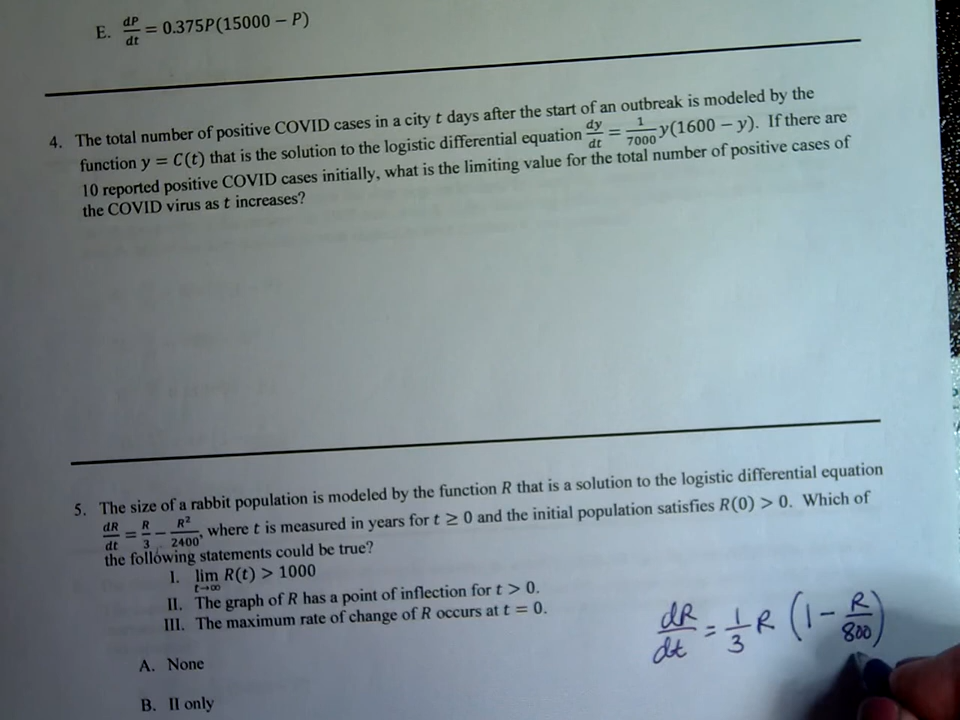 E. dP/dt = 0.375P(15000 − P)
4. The total number of positive COVID cases in a city t days after the start of an outbreak is modeled by the
function y = C(t) that is the solution to the logistic differential equation dy/dt = 1/7000 y(1600 − y). If there are
10 reported positive COVID cases initially, what is the limiting value for the total number of positive cases of
the COVID virus as t increases?
5. The size of a rabbit population is modeled by the function R that is a solution to the logistic differential equation
dR/dt = R/3 − R²/2400, where t is measured in years for t ≥ 0 and the initial population satisfies R(0) > 0. Which of
the following statements could be true?
I. lim t→∞ R(t) > 1000
II. The graph of R has a point of inflection for t > 0.
III. The maximum rate of change of R occurs at t = 0.
dR/dt = 1/3 R (1 − R/800)
A. None
B. II only